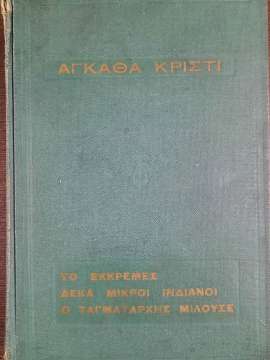 ΑΓΚΑΘΑ ΚΡΙΣΤΙ
ΤΟ ΕΚΚΡΕΜΕΣ
ΔΕΚΑ ΜΙΚΡΟΙ ΙΝΔΙΑΝΟΙ
Ο ΤΑΓΜΑΤΑΡΧΗΣ ΜΙΛΟΥΣΕ